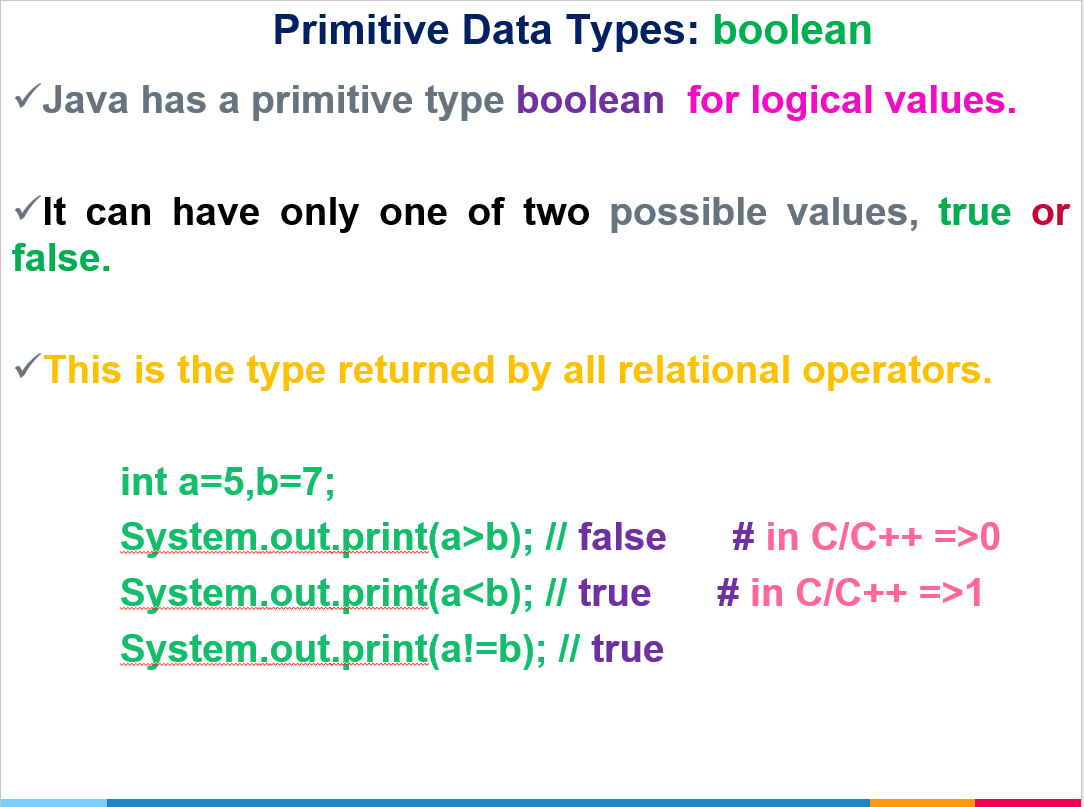 Primitive Data Types: boolean
✓Java has a primitive type boolean for logical values.
✓It can have only one of two possible values, true or
false.
✓This is the type returned by all relational operators.
int a=5,b=7;
System.out.print(a>b); // false # in C/C++ =>0
System.out.print(a<b); // true # in C/C++ =>1
System.out.print(a!=b); // true